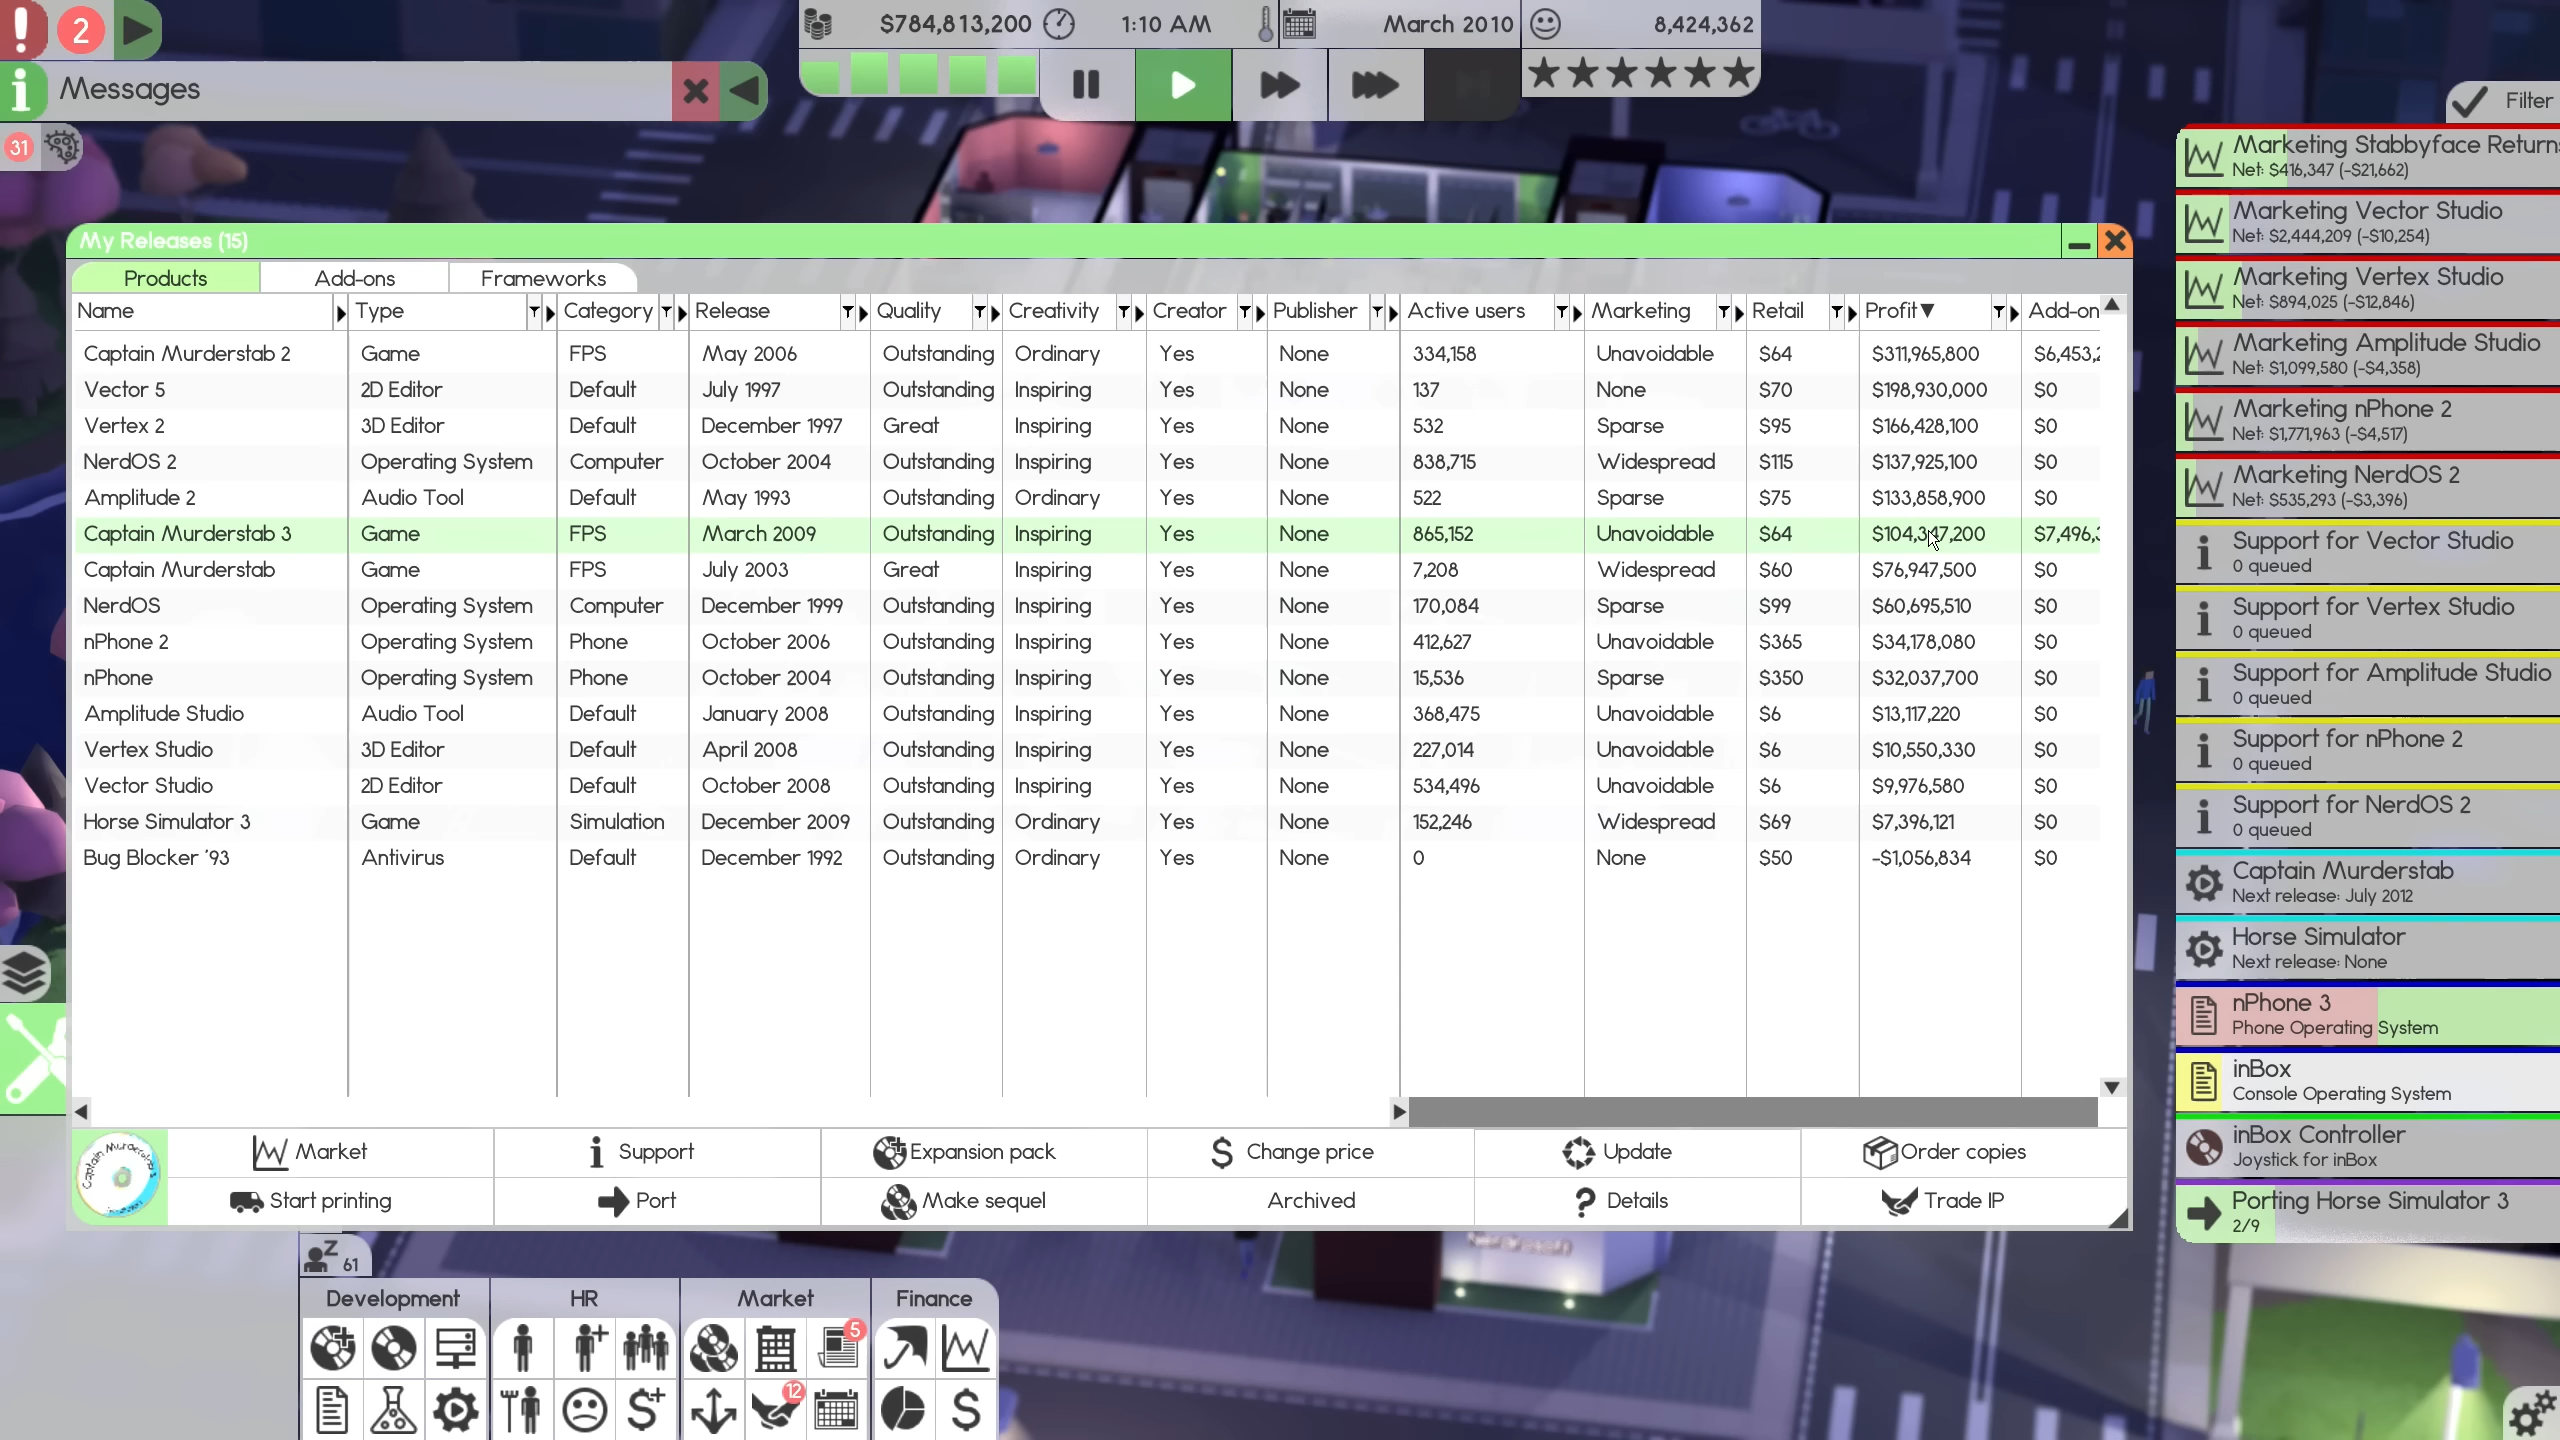 2
$784,813,200
1:10 AM
March 2010
8,424,362
Messages
31
Filter
My Releases (15)
Products Add-ons Frameworks
Name Type Category Release Quality Creativity Creator Publisher Active users Marketing Retail Profit▼ Add-on
Captain Murderstab 2 Game FPS May 2006 Outstanding Ordinary Yes None 334,158 Unavoidable $64 $311,965,800 $6,453,2
Vector 5 2D Editor Default July 1997 Outstanding Inspiring Yes None 137 None $70 $198,930,000 $0
Vertex 2 3D Editor Default December 1997 Great Inspiring Yes None 532 Sparse $95 $166,428,100 $0
NerdOS 2 Operating System Computer October 2004 Outstanding Inspiring Yes None 838,715 Widespread $115 $137,925,100 $0
Amplitude 2 Audio Tool Default May 1993 Outstanding Ordinary Yes None 522 Sparse $75 $133,858,900 $0
Captain Murderstab 3 Game FPS March 2009 Outstanding Inspiring Yes None 865,152 Unavoidable $64 $104,347,200 $7,496,3
Captain Murderstab Game FPS July 2003 Great Inspiring Yes None 7,208 Widespread $60 $76,947,500 $0
NerdOS Operating System Computer December 1999 Outstanding Inspiring Yes None 170,084 Sparse $99 $60,695,510 $0
nPhone 2 Operating System Phone October 2006 Outstanding Inspiring Yes None 412,627 Unavoidable $365 $34,178,080 $0
nPhone Operating System Phone October 2004 Outstanding Inspiring Yes None 15,536 Sparse $350 $32,037,700 $0
Amplitude Studio Audio Tool Default January 2008 Outstanding Inspiring Yes None 368,475 Unavoidable $6 $13,117,220 $0
Vertex Studio 3D Editor Default April 2008 Outstanding Inspiring Yes None 227,014 Unavoidable $6 $10,550,330 $0
Vector Studio 2D Editor Default October 2008 Outstanding Inspiring Yes None 534,496 Unavoidable $6 $9,976,580 $0
Horse Simulator 3 Game Simulation December 2009 Outstanding Ordinary Yes None 152,246 Widespread $69 $7,396,121 $0
Bug Blocker '93 Antivirus Default December 1992 Outstanding Ordinary Yes None 0 None $50 -$1,056,834 $0
Market Support Expansion pack Change price Update Order copies
Start printing Port Make sequel Archived Details Trade IP
Marketing Stabbyface Return
Net: $416,347 (-$21,662)
Marketing Vector Studio
Net: $2,444,209 (-$10,254)
Marketing Vertex Studio
Net: $894,025 (-$12,846)
Marketing Amplitude Studio
Net: $1,099,580 (-$4,358)
Marketing nPhone 2
Net: $1,771,963 (-$4,517)
Marketing NerdOS 2
Net: $535,293 (-$3,396)
Support for Vector Studio
0 queued
Support for Vertex Studio
0 queued
Support for Amplitude Studio
0 queued
Support for nPhone 2
0 queued
Support for NerdOS 2
0 queued
Captain Murderstab
Next release: July 2012
Horse Simulator
Next release: None
nPhone 3
Phone Operating System
inBox
Console Operating System
inBox Controller
Joystick for inBox
Porting Horse Simulator 3
2/9
Z 61
Development HR Market Finance
5
12